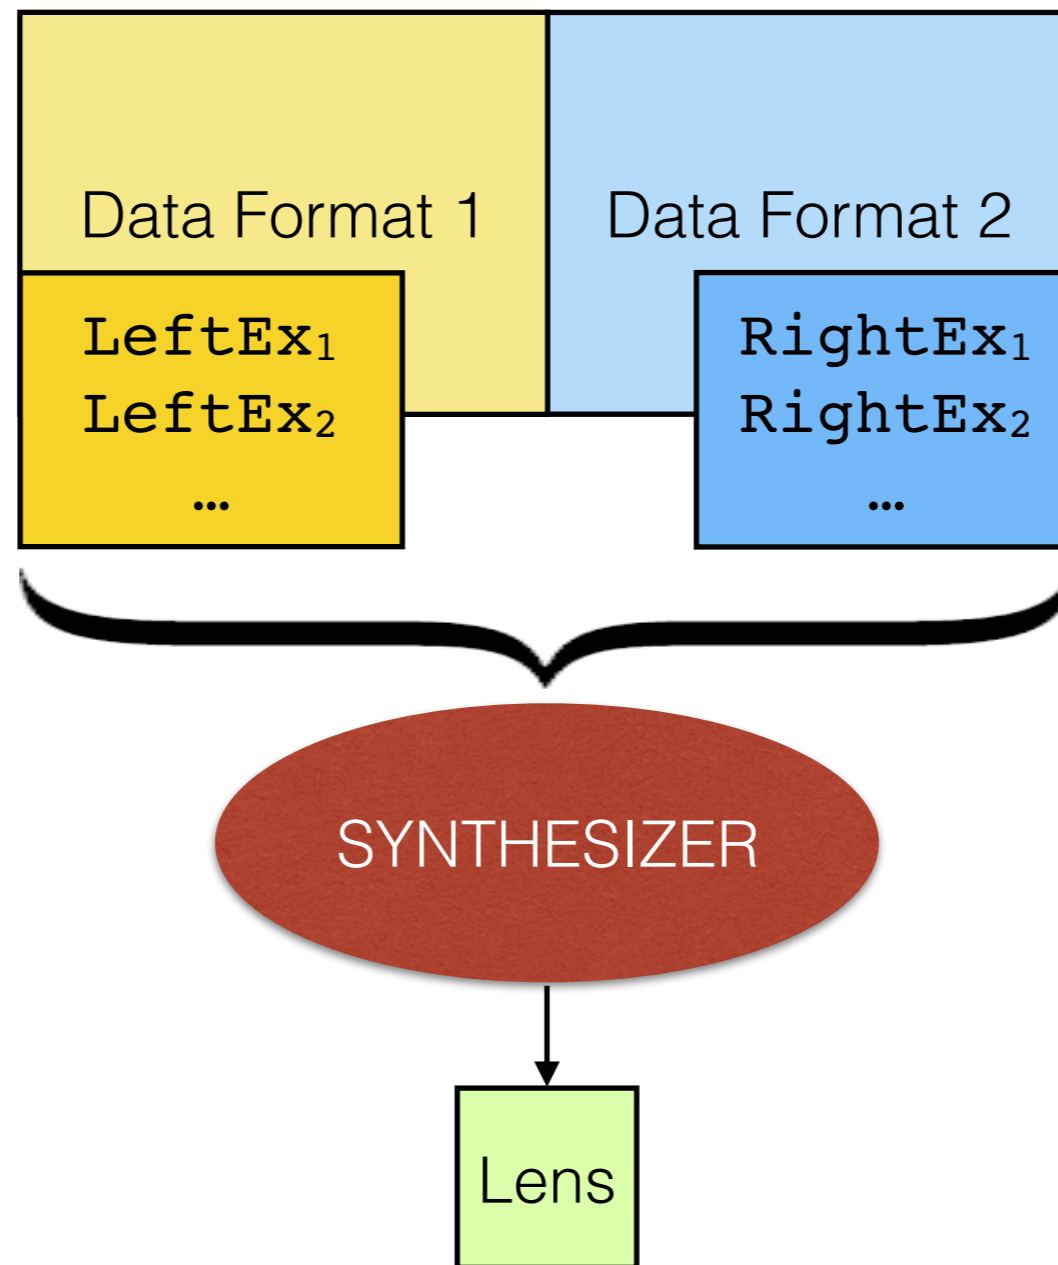 Data Format 1
Data Format 2
LeftEx₁
LeftEx₂
…
RightEx₁
RightEx₂
…
SYNTHESIZER
Lens